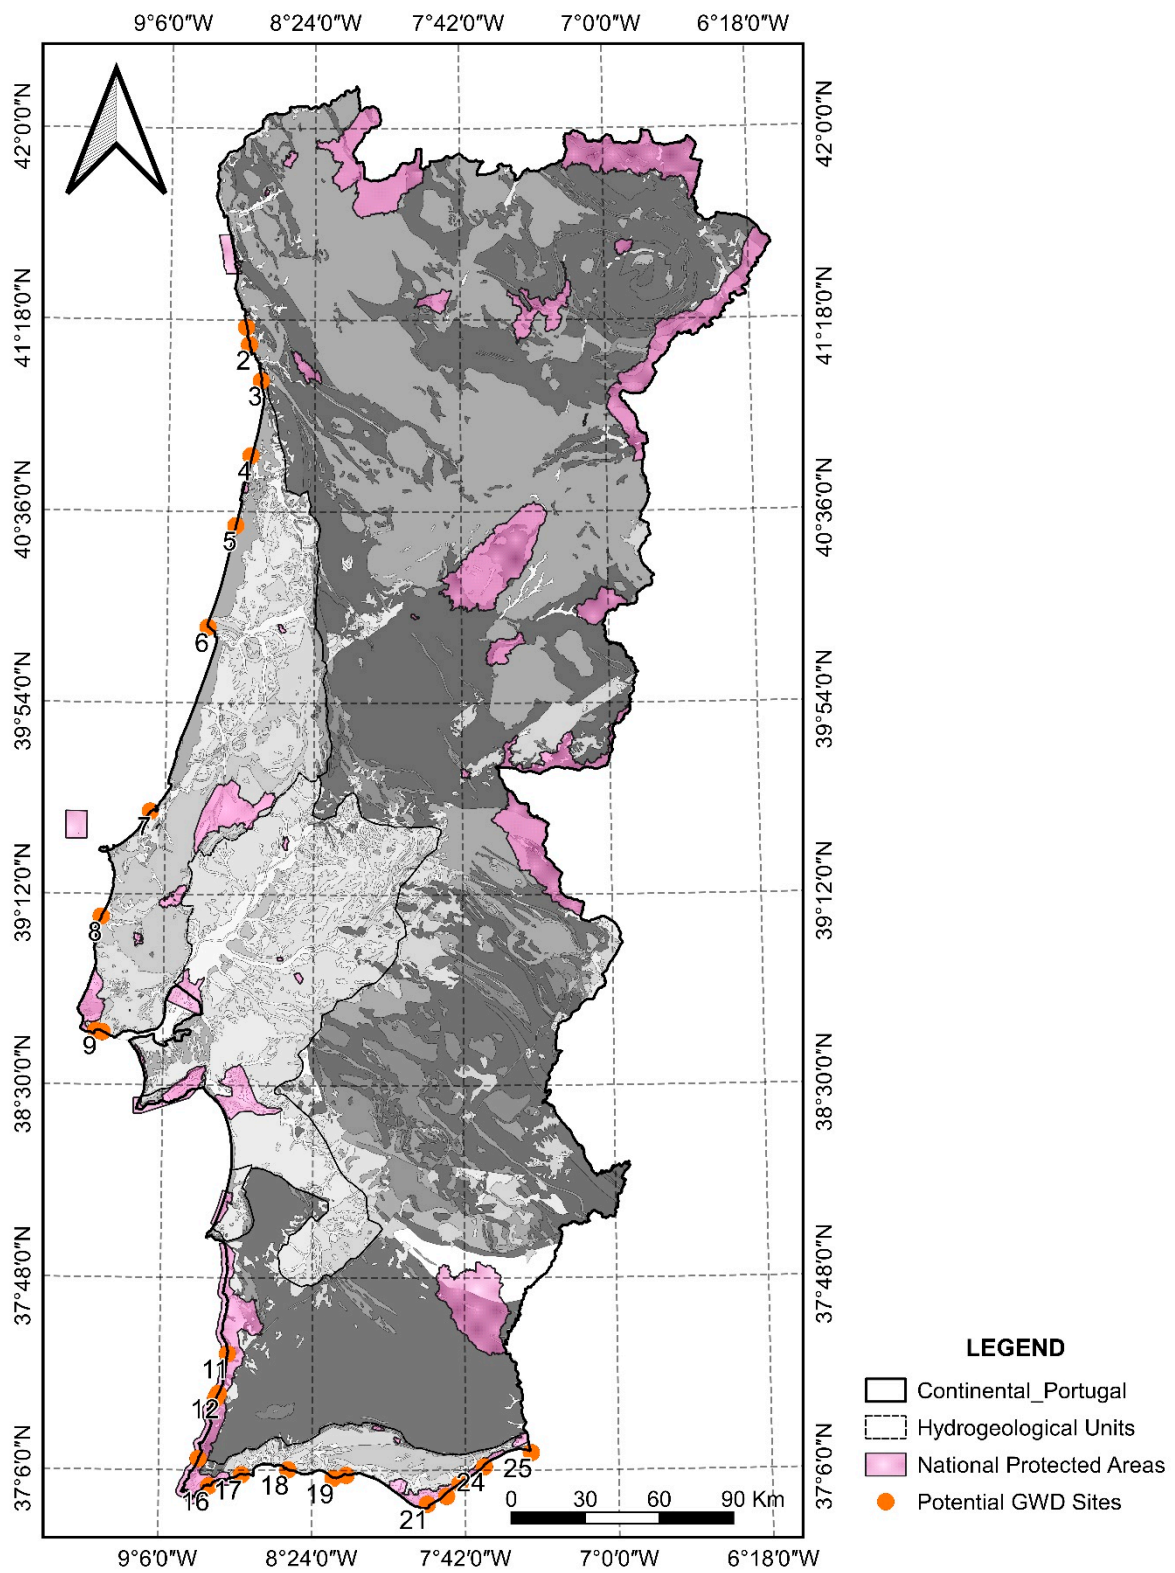 9°6′0″W 8°24′0″W 7°42′0″W 7°0′0″W 6°18′0″W
42°0′0″N 42°0′0″N
41°18′0″N 41°18′0″N
2
3
4
40°36′0″N 40°36′0″N
5
6
39°54′0″N 39°54′0″N
7
39°12′0″N 39°12′0″N
8
9
38°30′0″N 38°30′0″N
37°48′0″N 37°48′0″N
11
12
37°6′0″N 37°6′0″N
16 17 18 19 21 24 25
0 30 60 90 Km
9°6′0″W 8°24′0″W 7°42′0″W 7°0′0″W 6°18′0″W
LEGEND
Continental_Portugal
Hydrogeological Units
National Protected Areas
Potential GWD Sites